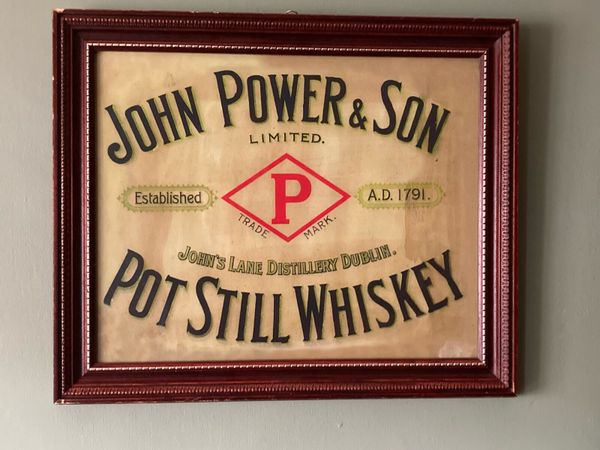 JOHN POWER & SON
LIMITED.
Established P A.D. 1791.
TRADE MARK.
JOHN'S LANE DISTILLERY DUBLIN.
POT STILL WHISKEY